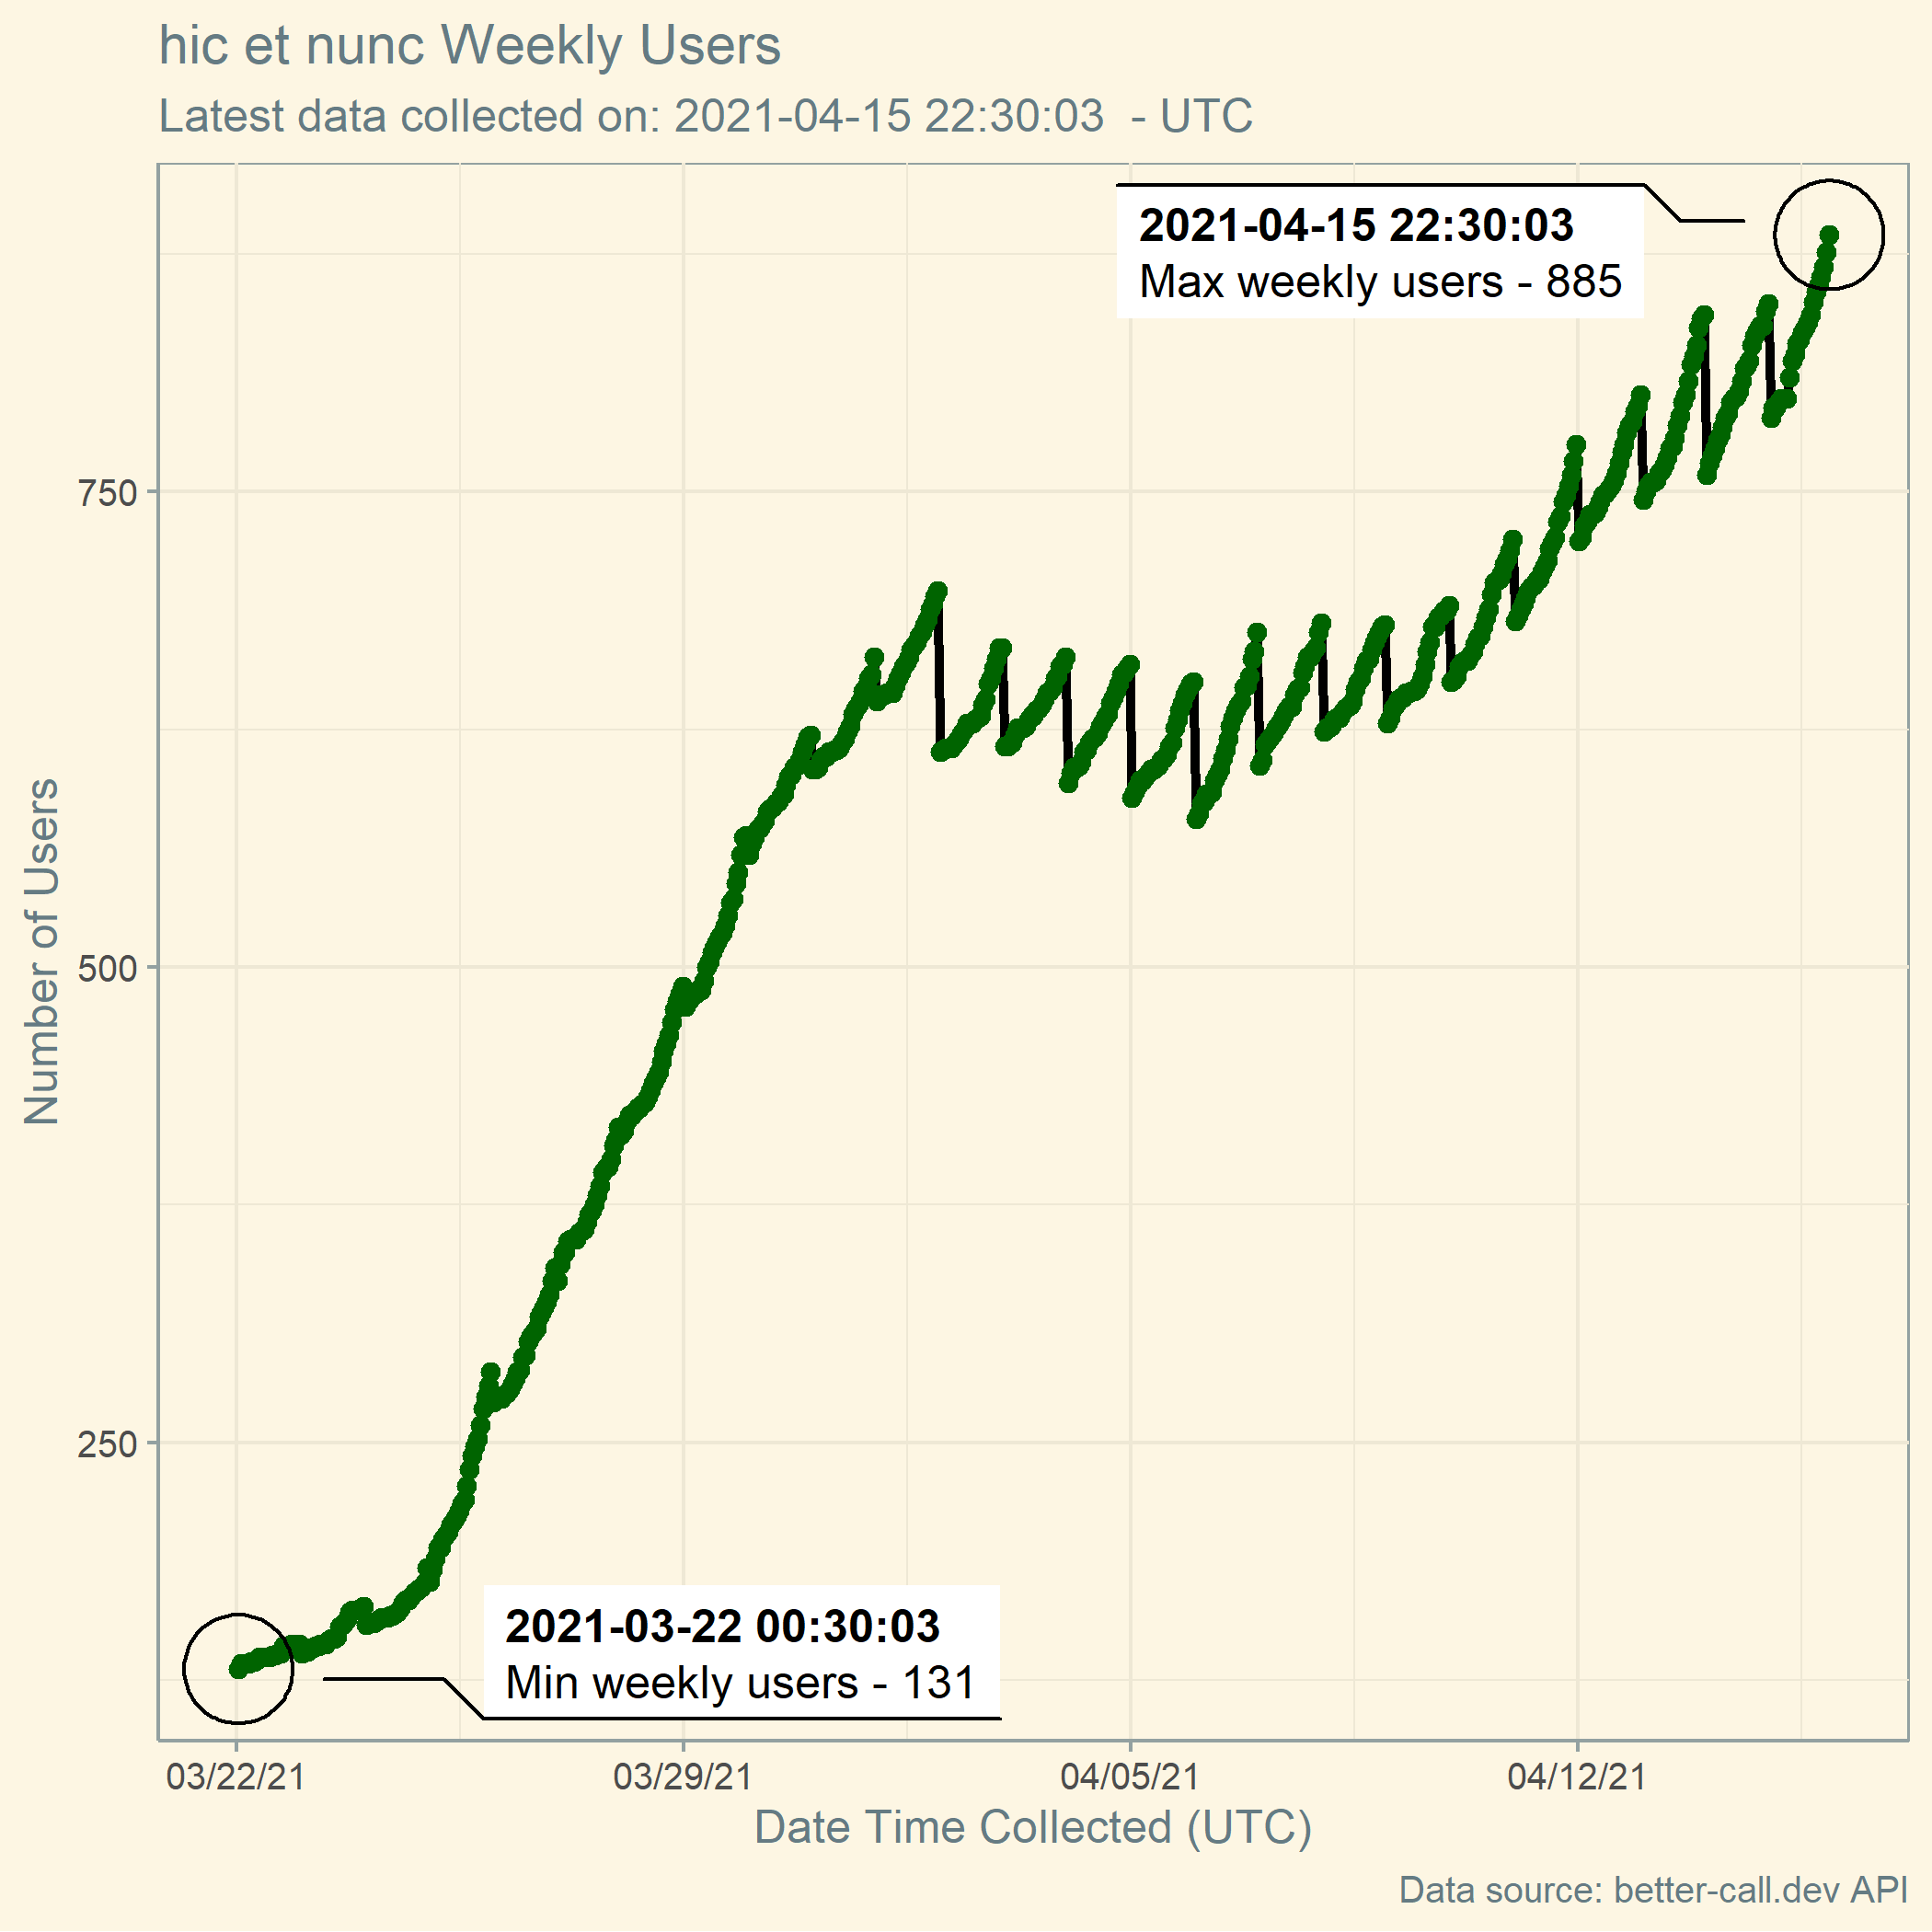 hic et nunc Weekly Users
Latest data collected on: 2021-04-15 22:30:03  - UTC
2021-04-15 22:30:03
Max weekly users - 885
750
500
250
Number of Users
2021-03-22 00:30:03
Min weekly users - 131
03/22/21 03/29/21 04/05/21 04/12/21
Date Time Collected (UTC)
Data source: better-call.dev API